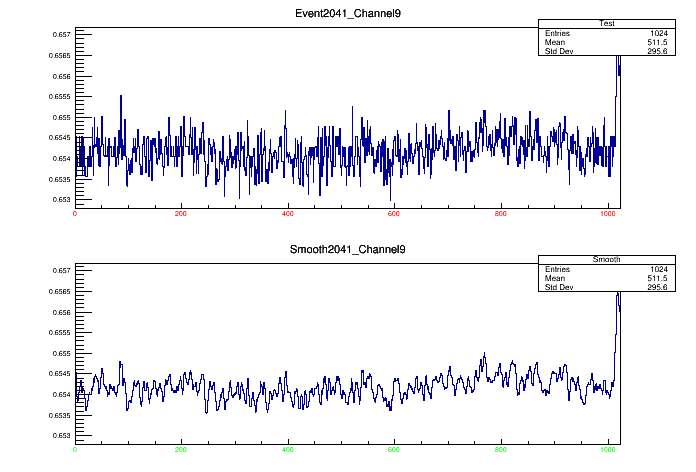 Event2041_Channel9
Test
Entries 1024
Mean 511.5
Std Dev 295.6
0.657
0.6565
0.656
0.6555
0.655
0.6545
0.654
0.6535
0.653
0 200 400 600 800 1000
Smooth2041_Channel9
Smooth
Entries 1024
Mean 511.5
Std Dev 295.6
0.657
0.6565
0.656
0.6555
0.655
0.6545
0.654
0.6535
0.653
0 200 400 600 800 1000